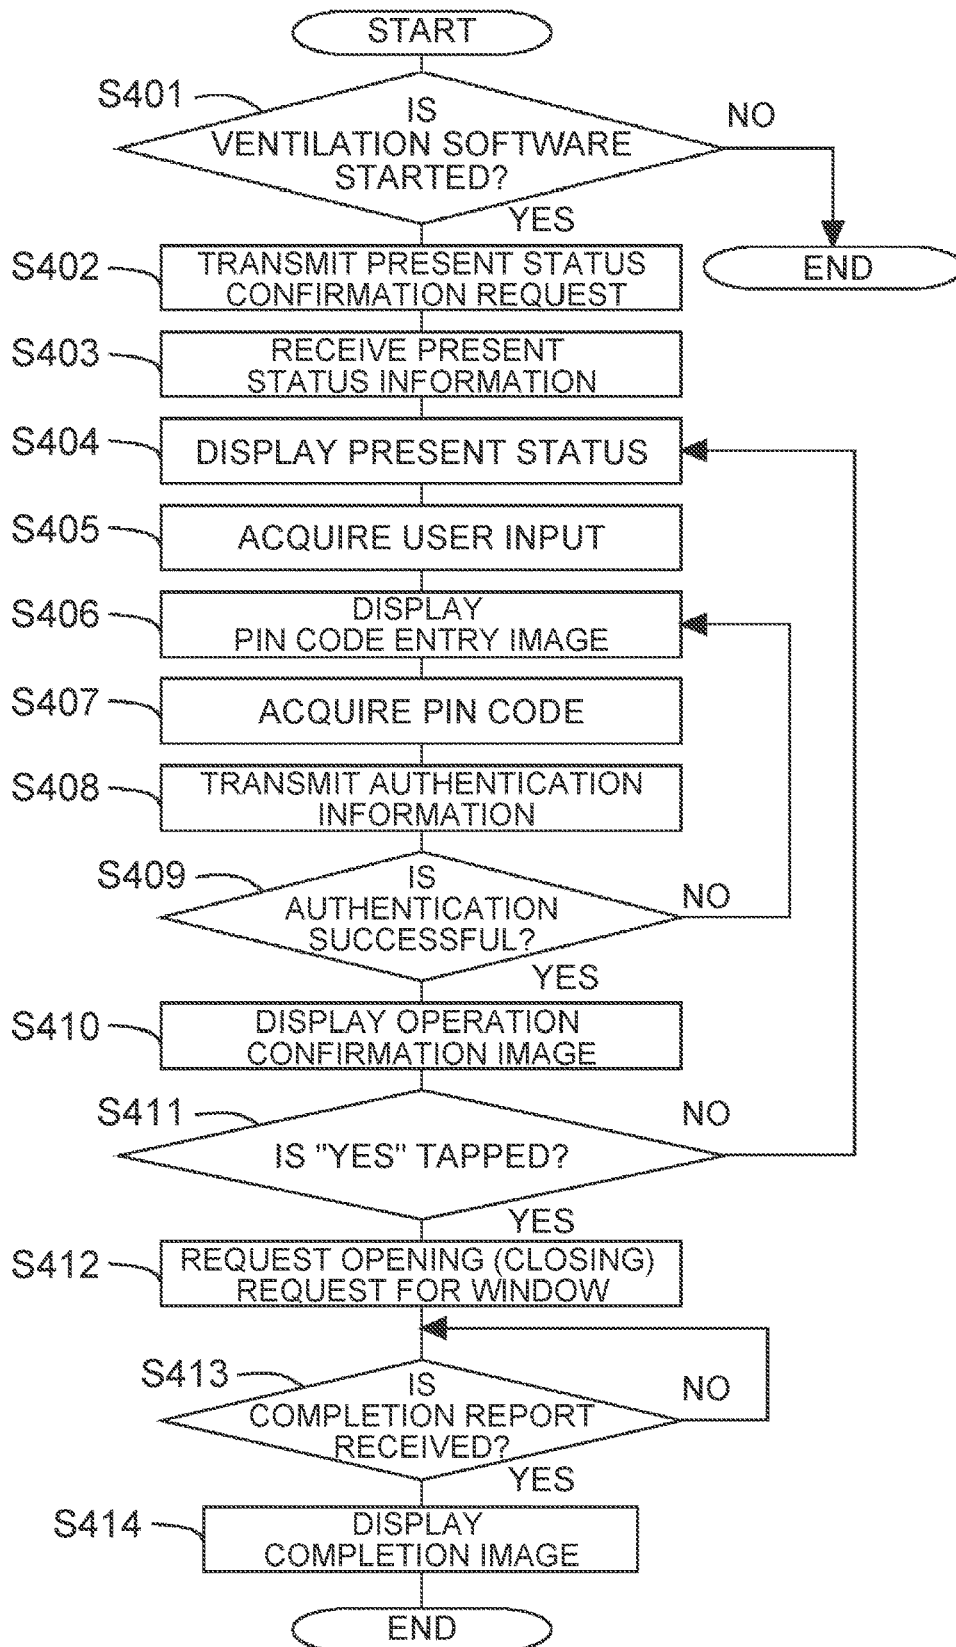 START
S401
IS
VENTILATION SOFTWARE
STARTED?
NO
YES
END
S402
TRANSMIT PRESENT STATUS
CONFIRMATION REQUEST
S403
RECEIVE PRESENT
STATUS INFORMATION
S404
DISPLAY PRESENT STATUS
S405
ACQUIRE USER INPUT
S406
DISPLAY
PIN CODE ENTRY IMAGE
S407
ACQUIRE PIN CODE
S408
TRANSMIT AUTHENTICATION
INFORMATION
S409
IS
AUTHENTICATION
SUCCESSFUL?
NO
YES
S410
DISPLAY OPERATION
CONFIRMATION IMAGE
S411
IS "YES" TAPPED?
NO
YES
S412
REQUEST OPENING (CLOSING)
REQUEST FOR WINDOW
S413
IS
COMPLETION REPORT
RECEIVED?
NO
YES
S414
DISPLAY
COMPLETION IMAGE
END